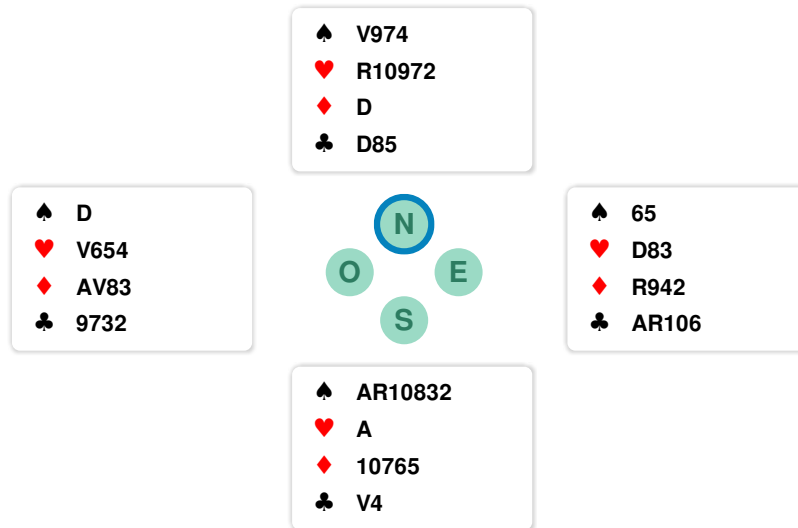 ♠ V974
♥ R10972
♦ D
♣ D85
♠ D
♥ V654
♦ AV83
♣ 9732
N
O E
S
♠ 65
♥ D83
♦ R942
♣ AR106
♠ AR10832
♥ A
♦ 10765
♣ V4